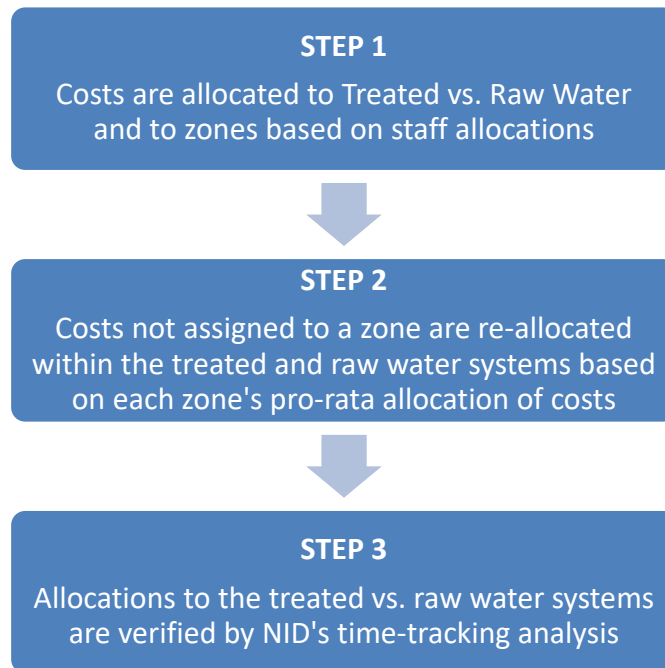 STEP 1
Costs are allocated to Treated vs. Raw Water
and to zones based on staff allocations
STEP 2
Costs not assigned to a zone are re-allocated
within the treated and raw water systems based
on each zone's pro-rata allocation of costs
STEP 3
Allocations to the treated vs. raw water systems
are verified by NID's time-tracking analysis